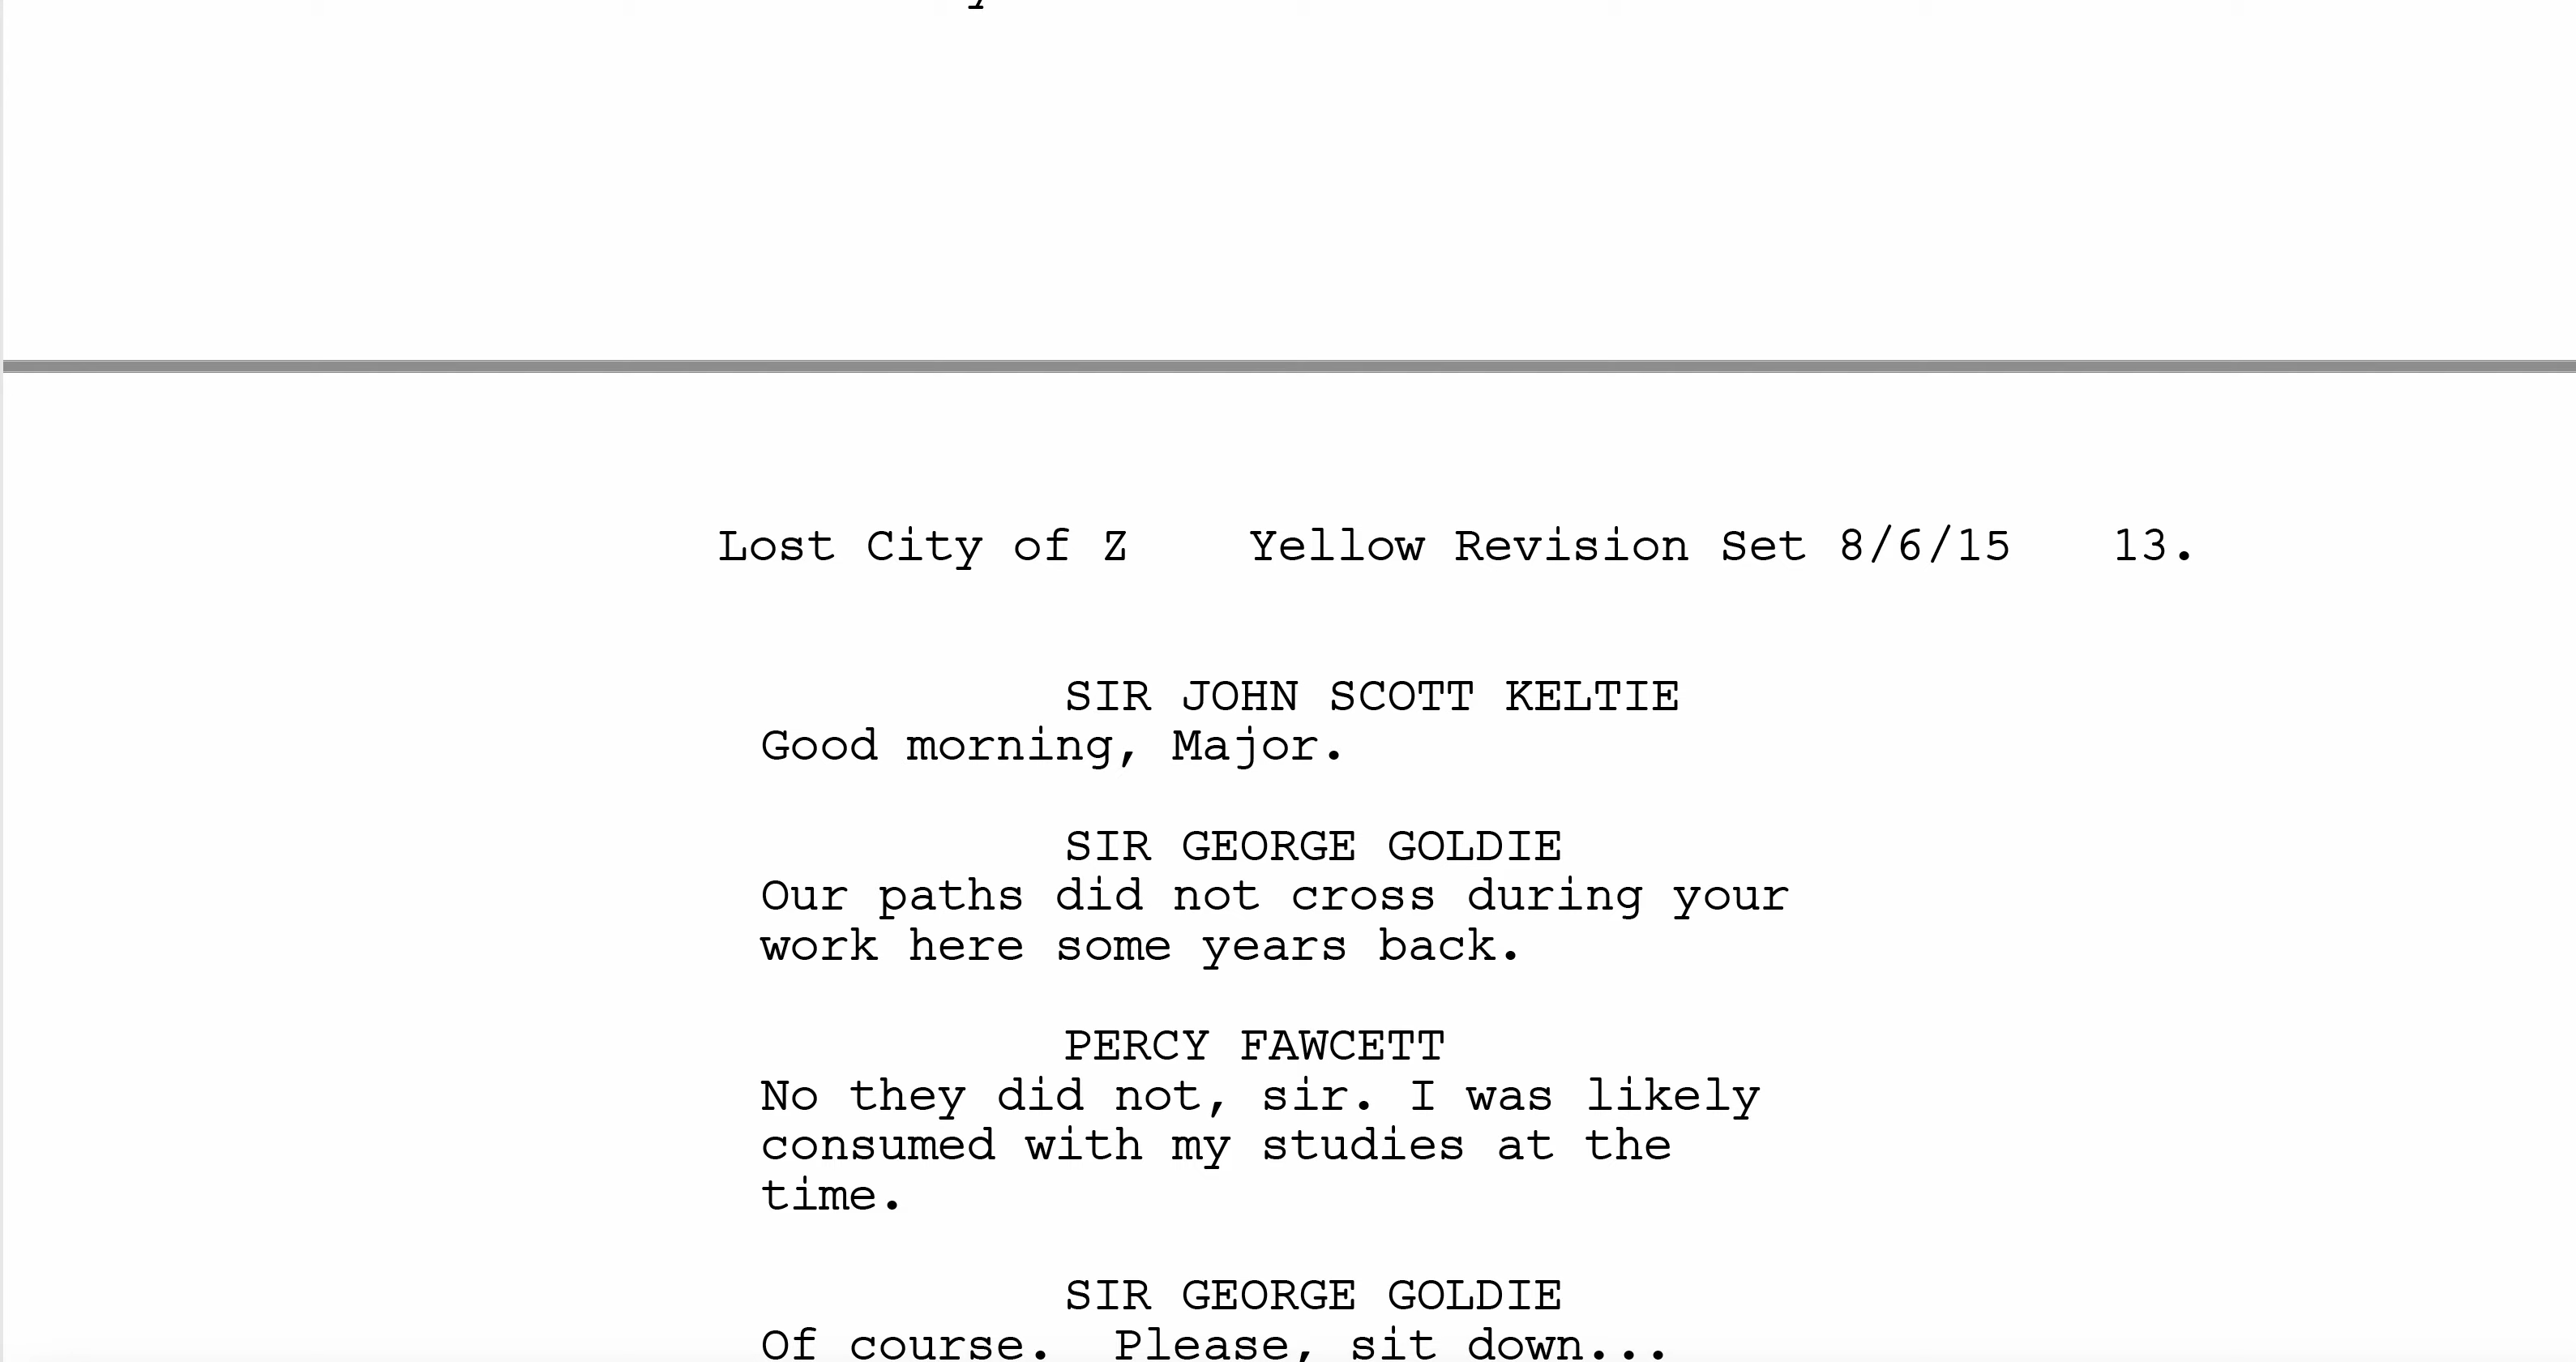 Lost City of Z    Yellow Revision Set 8/6/15    13.
SIR JOHN SCOTT KELTIE
Good morning, Major.
SIR GEORGE GOLDIE
Our paths did not cross during your
work here some years back.
PERCY FAWCETT
No they did not, sir. I was likely
consumed with my studies at the
time.
SIR GEORGE GOLDIE
Of course.  Please, sit down...